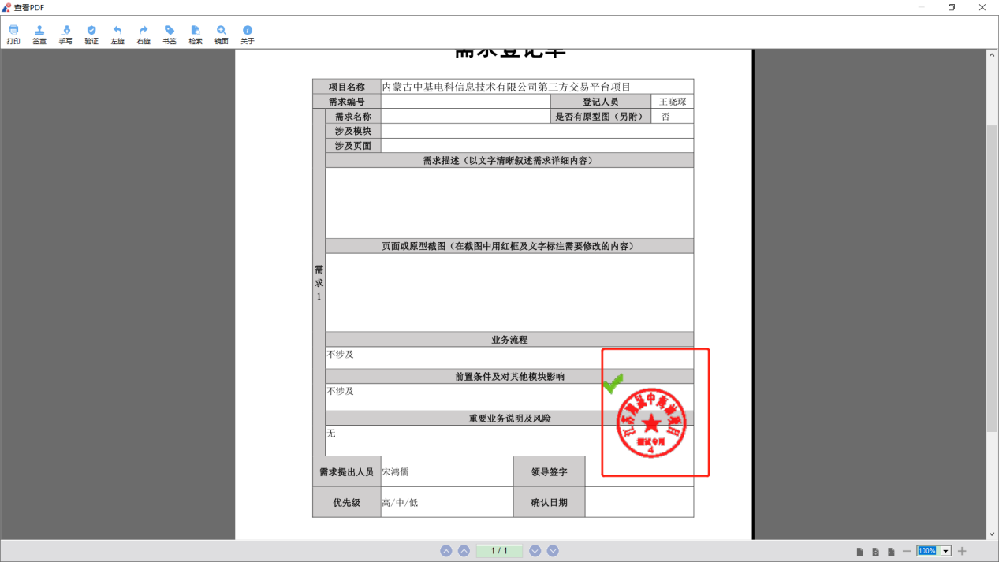 查看PDF
打印 签章 手写 验证 左旋 右旋 书签 检索 镜面 关于
需求登记单
项目名称 内蒙古中基电科信息技术有限公司第三方交易平台项目
需求编号 登记人员 王晓琛
需求名称 是否有原型图（另附） 否
涉及模块
涉及页面
需求描述（以文字清晰叙述需求详细内容）
页面或原型截图（在截图中用红框及文字标注需要修改的内容）
需
求
1
业务流程
不涉及
前置条件及对其他模块影响
不涉及
重要业务说明及风险
无
测试专用
4
需求提出人员 宋鸿儒 领导签字
优先级 高/中/低 确认日期
1 / 1
100%